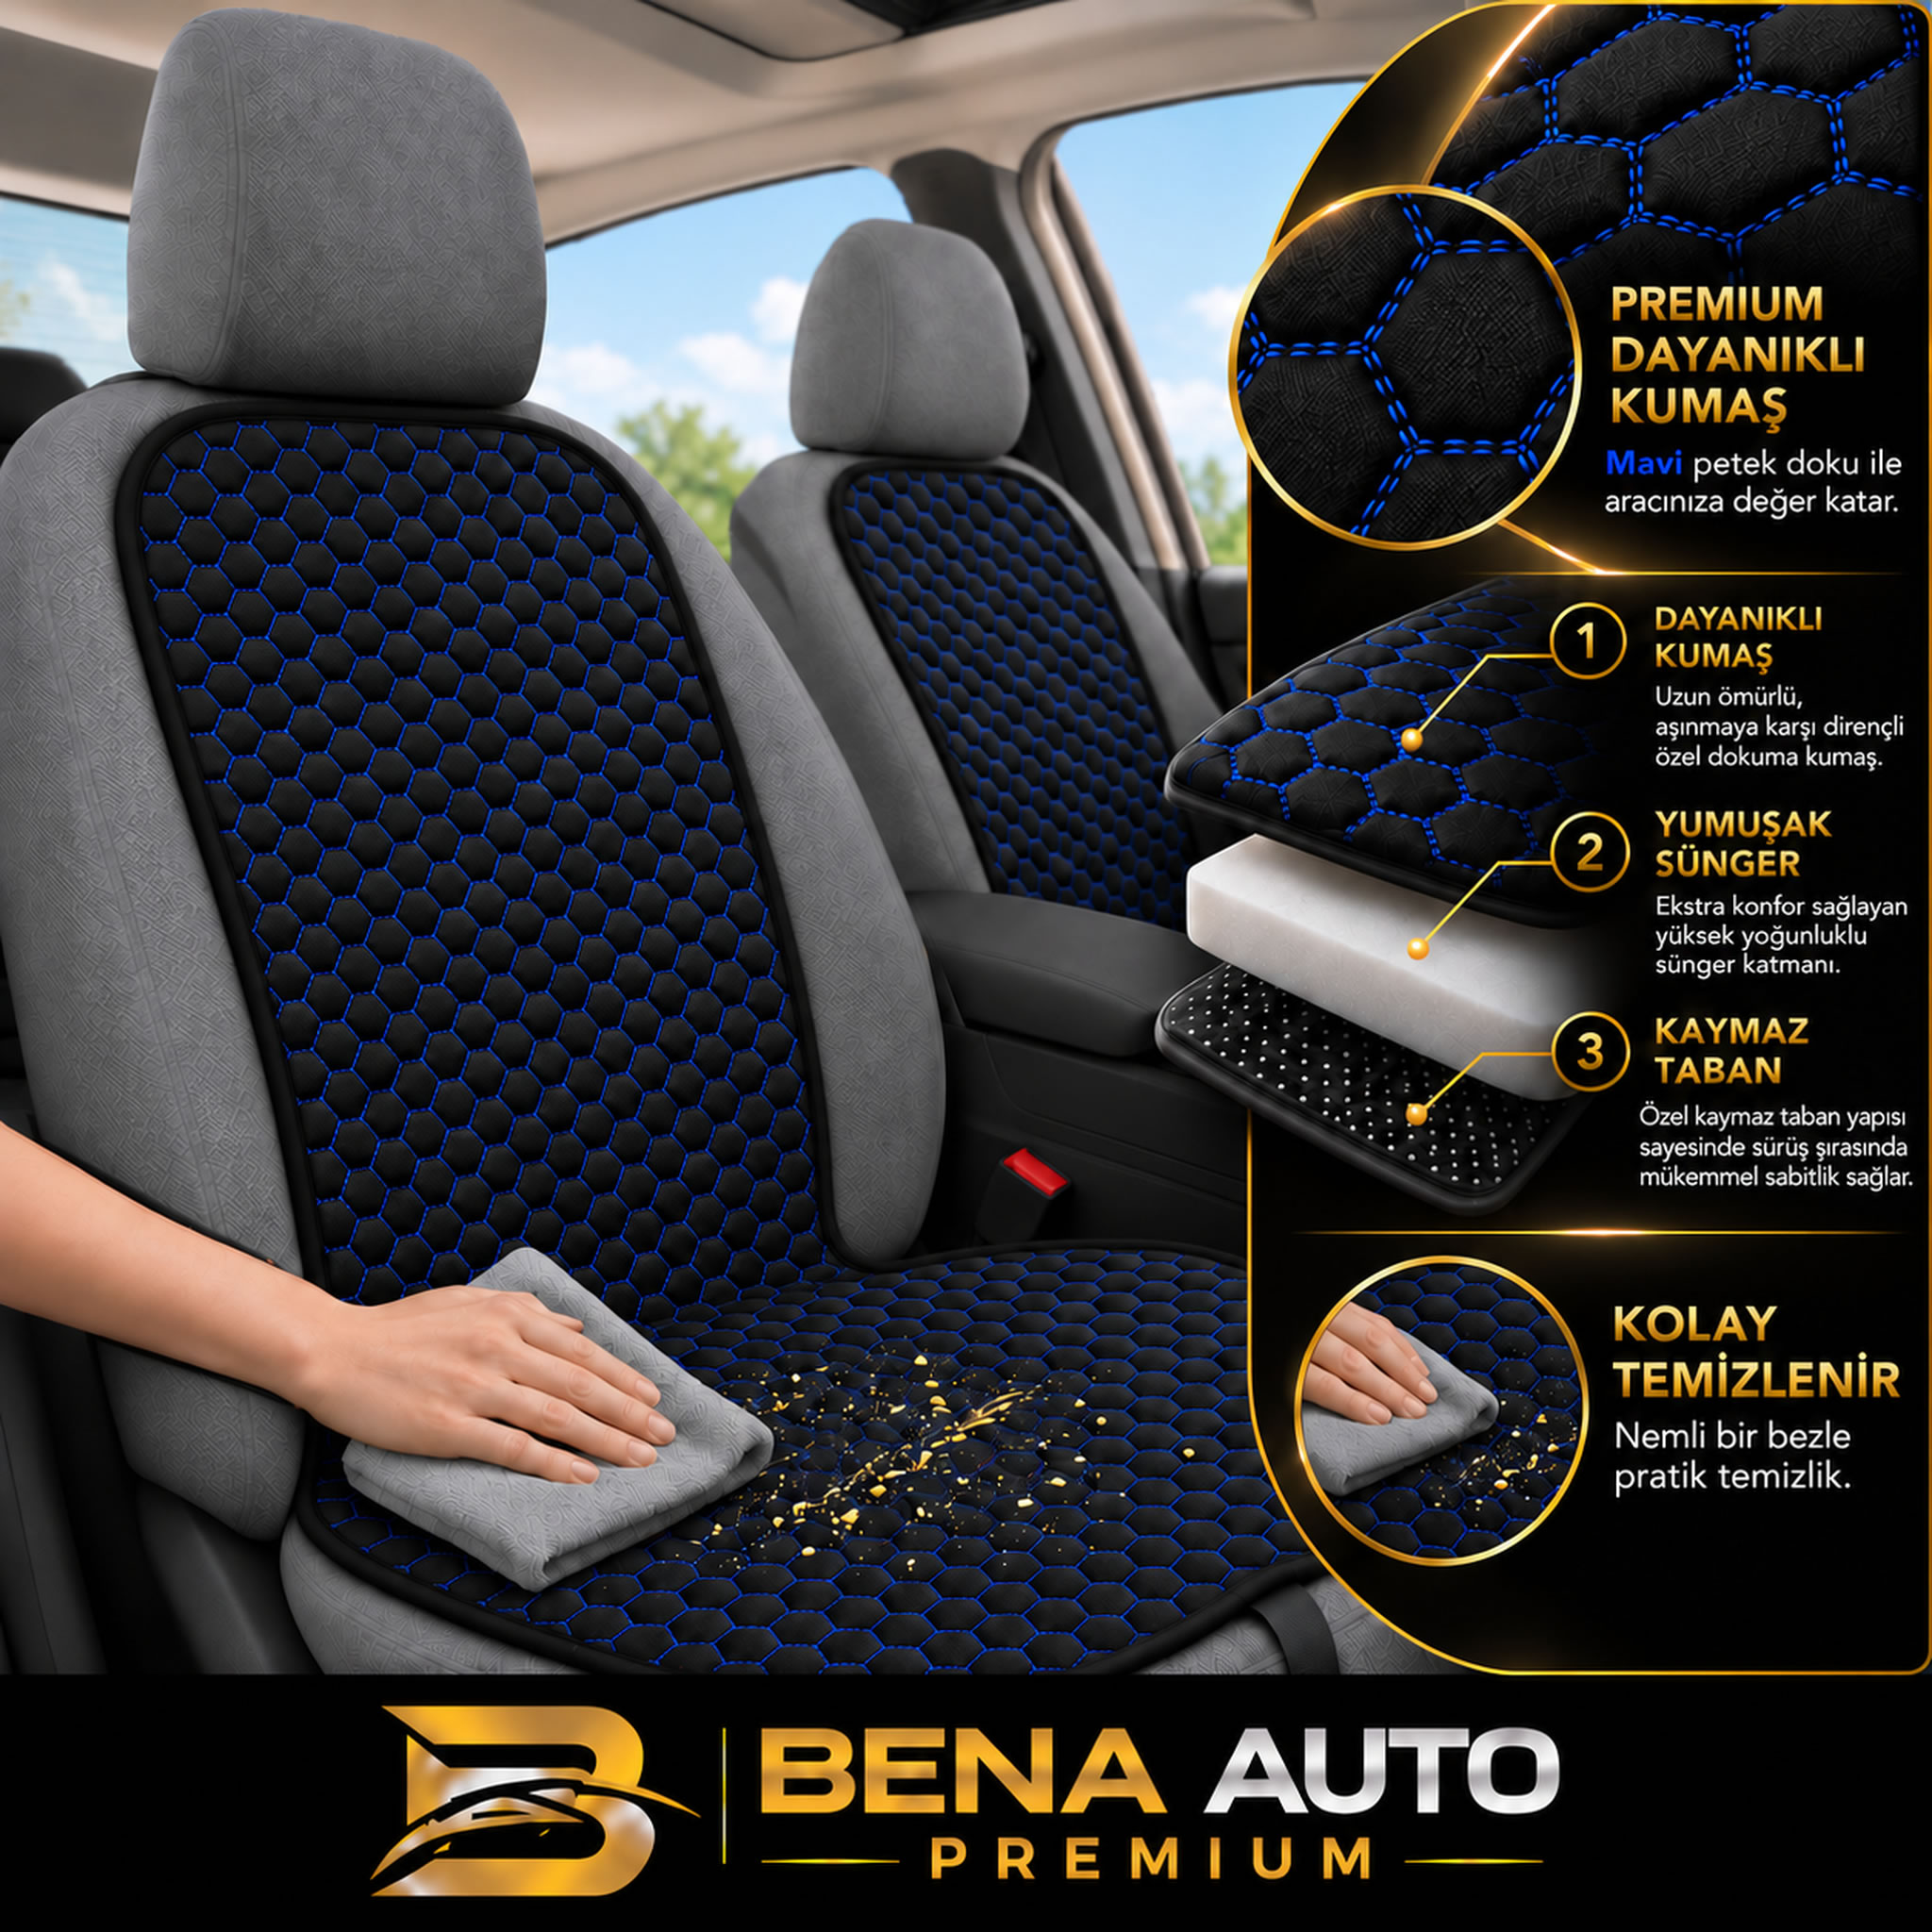 PREMIUM
DAYANIKLI
KUMAŞ
Mavi petek doku ile
aracınıza değer katar.
1
DAYANIKLI
KUMAŞ
Uzun ömürlü,
aşınmaya karşı dirençli
özel dokuma kumaş.
2
YUMUŞAK
SÜNGER
Ekstra konfor sağlayan
yüksek yoğunluklu
sünger katmanı.
3
KAYMAZ
TABAN
Özel kaymaz taban yapısı
sayesinde sürüş şırasında
mükemmel sabitlik sağlar.
KOLAY
TEMİZLENİR
Nemli bir bezle
pratik temizlik.
B
BENA AUTO
PREMIUM